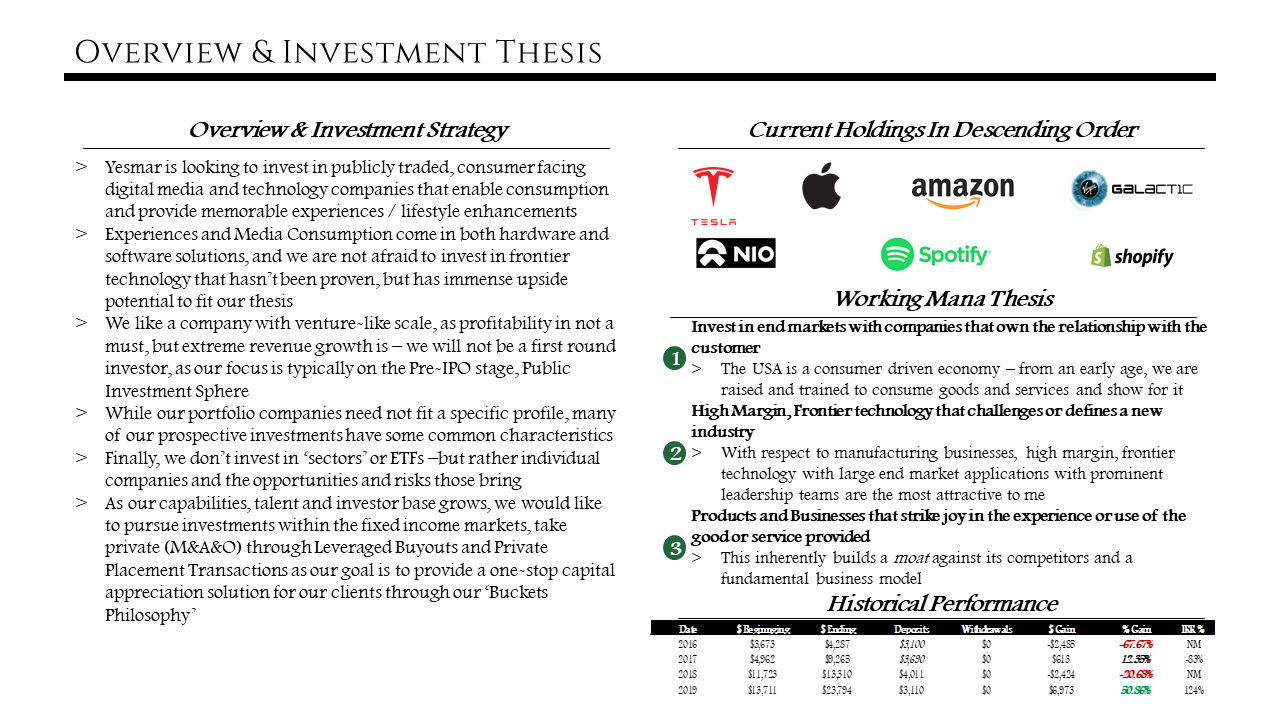 Overview & Investment Thesis
Overview & Investment Strategy
> Yesmar is looking to invest in publicly traded, consumer facing
digital media and technology companies that enable consumption
and provide memorable experiences / lifestyle enhancements
> Experiences and Media Consumption come in both hardware and
software solutions, and we are not afraid to invest in frontier
technology that hasn't been proven, but has immense upside
potential to fit our thesis
> We like a company with venture-like scale, as profitability in not a
must, but extreme revenue growth is – we will not be a first round
investor, as our focus is typically on the Pre-IPO stage, Public
Investment Sphere
> While our portfolio companies need not fit a specific profile, many
of our prospective investments have some common characteristics
> Finally, we don't invest in 'sectors' or ETFs –but rather individual
companies and the opportunities and risks those bring
> As our capabilities, talent and investor base grows, we would like
to pursue investments within the fixed income markets, take
private (M&A&O) through Leveraged Buyouts and Private
Placement Transactions as our goal is to provide a one-stop capital
appreciation solution for our clients through our 'Buckets
Philosophy'
Current Holdings In Descending Order
TESLA
amazon
Virgin GALACTIC
NIO
Spotify
shopify
Working Mana Thesis
1
Invest in end markets with companies that own the relationship with the
customer
> The USA is a consumer driven economy – from an early age, we are
raised and trained to consume goods and services and show for it
2
High Margin, Frontier technology that challenges or defines a new
industry
> With respect to manufacturing businesses, high margin, frontier
technology with large end market applications with prominent
leadership teams are the most attractive to me
3
Products and Businesses that strike joy in the experience or use of the
good or service provided
> This inherently builds a moat against its competitors and a
fundamental business model
Historical Performance
Date $ Beginning $ Ending Deposits Withdrawals $ Gain % Gain IRR %
2016 $3,673 $4,287 $3,100 $0 -$2,485 -67.67% NM
2017 $4,962 $9,265 $3,690 $0 $613 12.35% -83%
2018 $11,723 $13,310 $4,011 $0 -$2,424 -20.68% NM
2019 $13,711 $23,794 $3,110 $0 $6,973 50.86% 124%